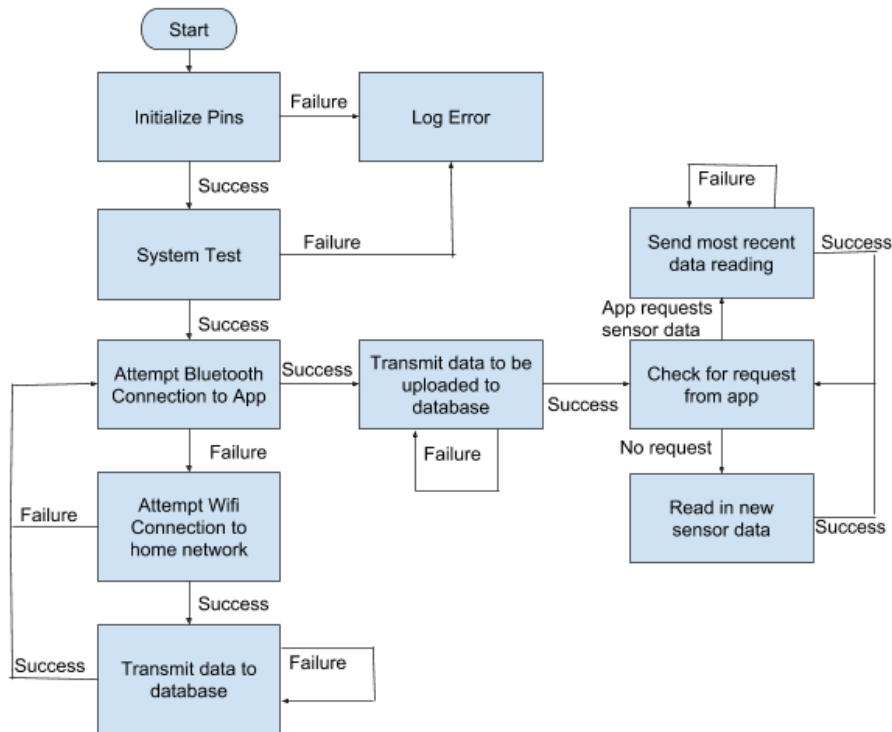 Start
Initialize Pins
Failure
Log Error
Success
System Test
Failure
Success
Attempt Bluetooth
Connection to App
Success
Transmit data to be
uploaded to
database
Failure
Success
Failure
Send most recent
data reading
Success
App requests
sensor data
Check for request
from app
No request
Read in new
sensor data
Success
Failure
Attempt Wifi
Connection to
home network
Failure
Success
Transmit data to
database
Failure
Success